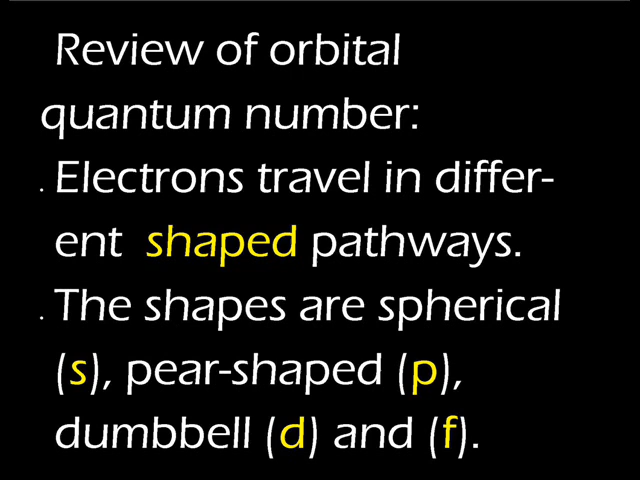 Review of orbital
quantum number:
. Electrons travel in differ-
ent shaped pathways.
. The shapes are spherical
(s), pear-shaped (p),
dumbbell (d) and (f).